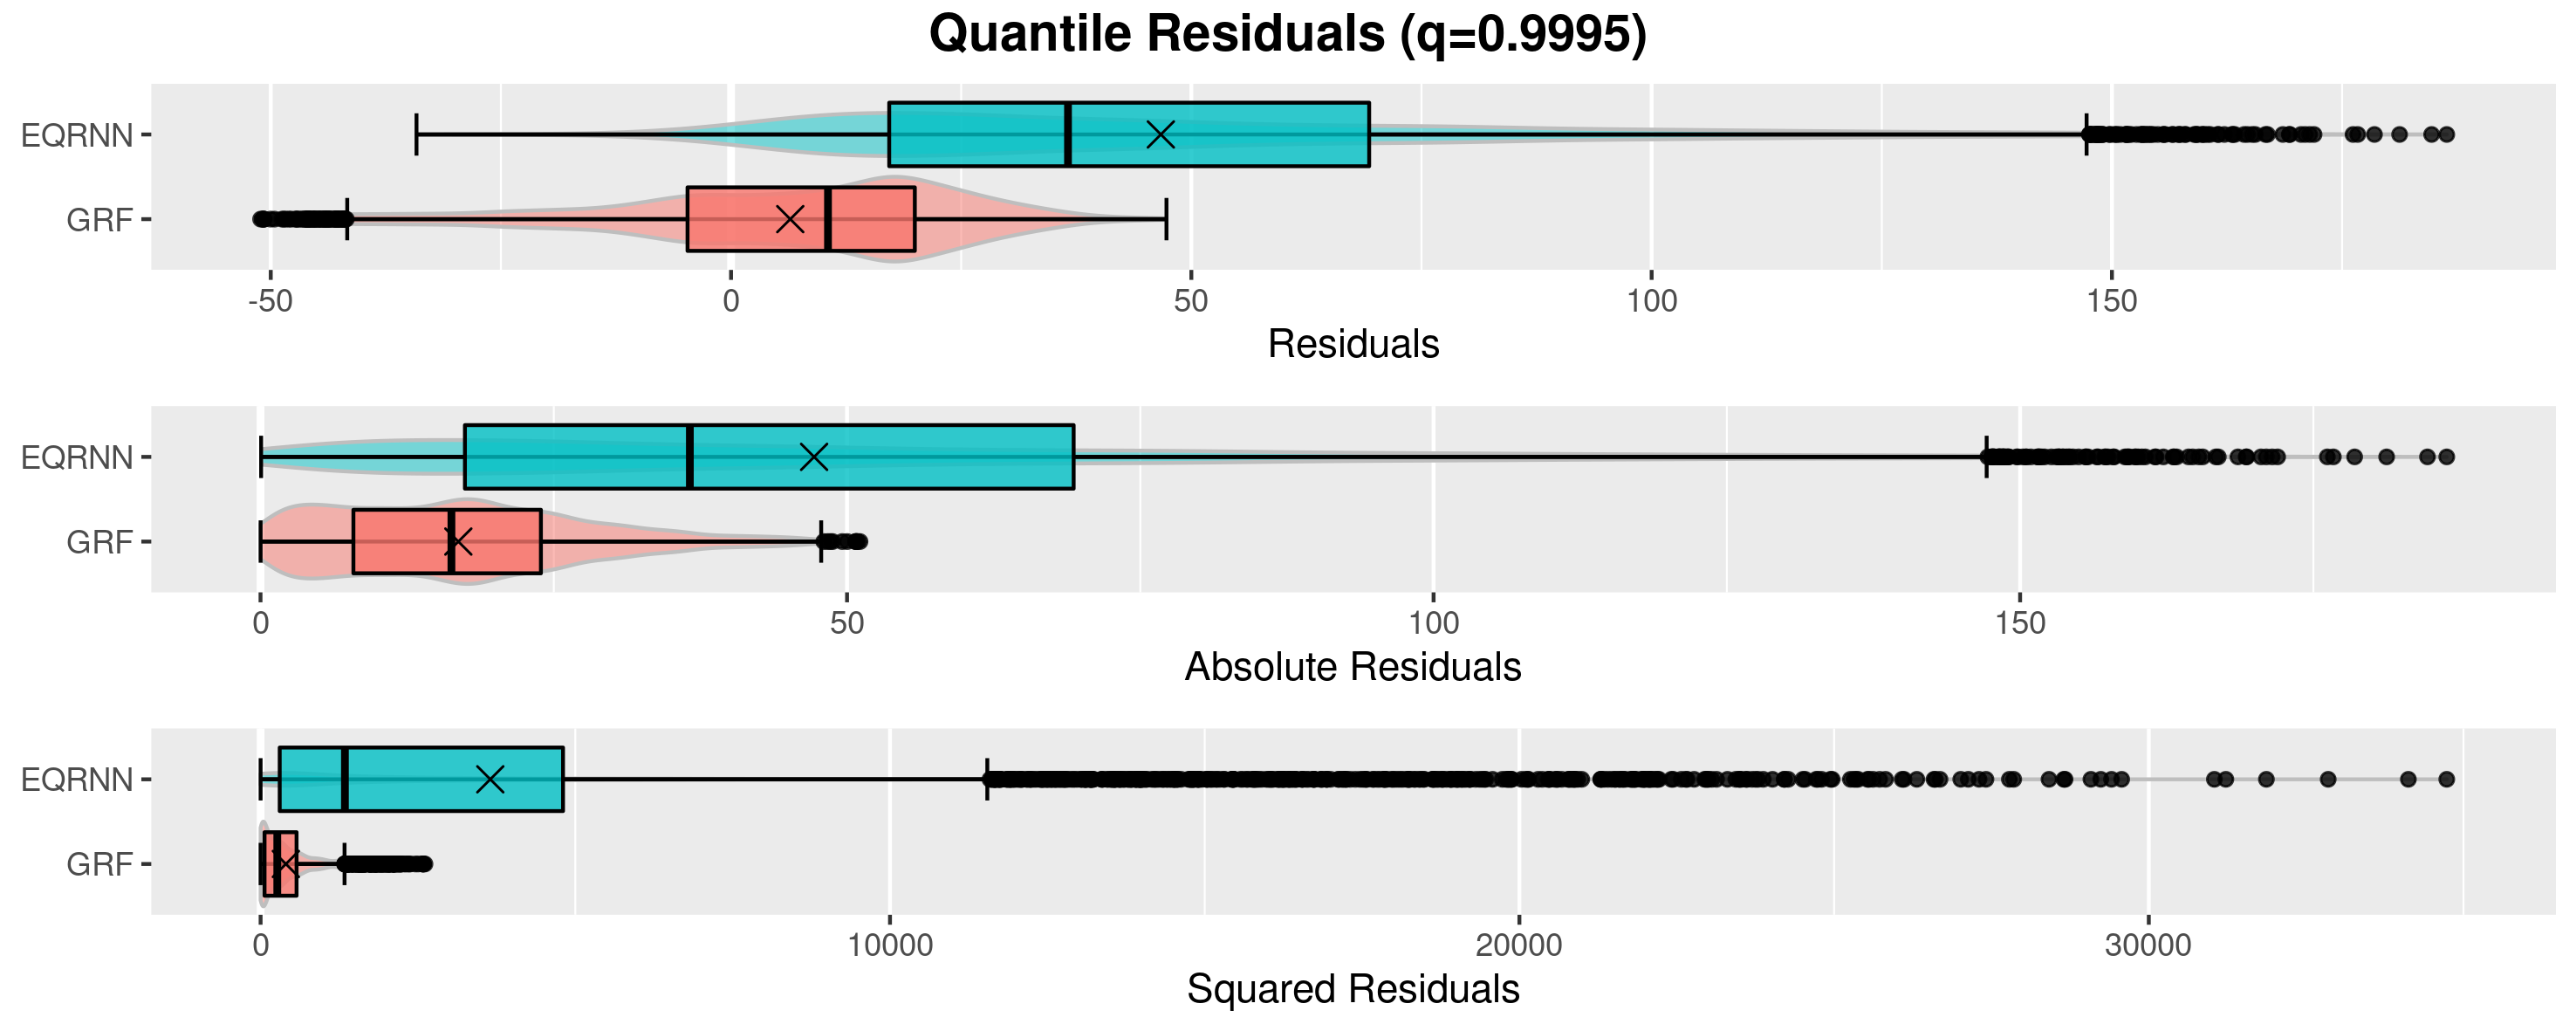 Quantile Residuals (q=0.9995)
EQRNN
GRF
-50 0 50 100 150
Residuals
EQRNN
GRF
0 50 100 150
Absolute Residuals
EQRNN
GRF
0 10000 20000 30000
Squared Residuals